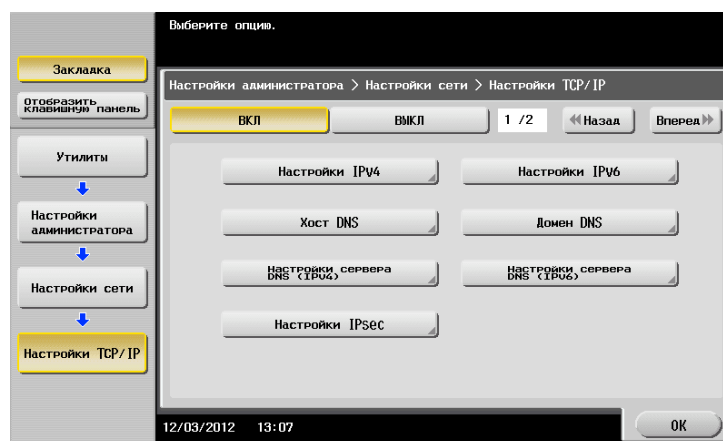 Выберите опцию.
Закладка
Отобразить
клавишную панель
Утилиты
Настройки
администратора
Настройки сети
Настройки TCP/IP
Настройки администратора > Настройки сети > Настройки TCP/IP
ВКЛ
ВЫКЛ
1 /2
Назад
Вперед
Настройки IPv4
Настройки IPv6
Хост DNS
Домен DNS
Настройки сервера
DNS (IPv4)
Настройки сервера
DNS (IPv6)
Настройки IPsec
12/03/2012 13:07
OK